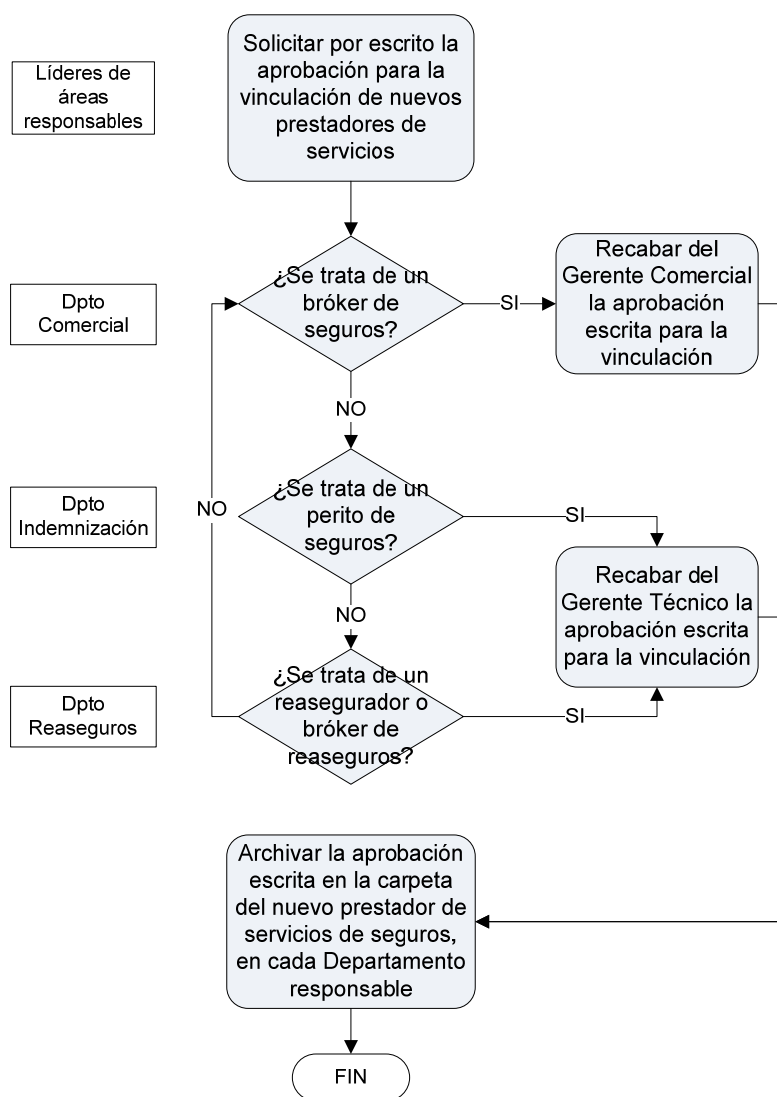 Solicitar por escrito la
aprobación para la
vinculación de nuevos
prestadores de
servicios
Líderes de
áreas
responsables
¿Se trata de un
bróker de
seguros?
SI
Recabar del
Gerente Comercial
la aprobación
escrita para la
vinculación
Dpto
Comercial
NO
¿Se trata de un
perito de
seguros?
SI
Dpto
Indemnización
NO
Recabar del
Gerente Técnico la
aprobación escrita
para la vinculación
NO
¿Se trata de un
reasegurador o
bróker de
reaseguros?
SI
Dpto
Reaseguros
Archivar la aprobación
escrita en la carpeta
del nuevo prestador de
servicios de seguros,
en cada Departamento
responsable
FIN